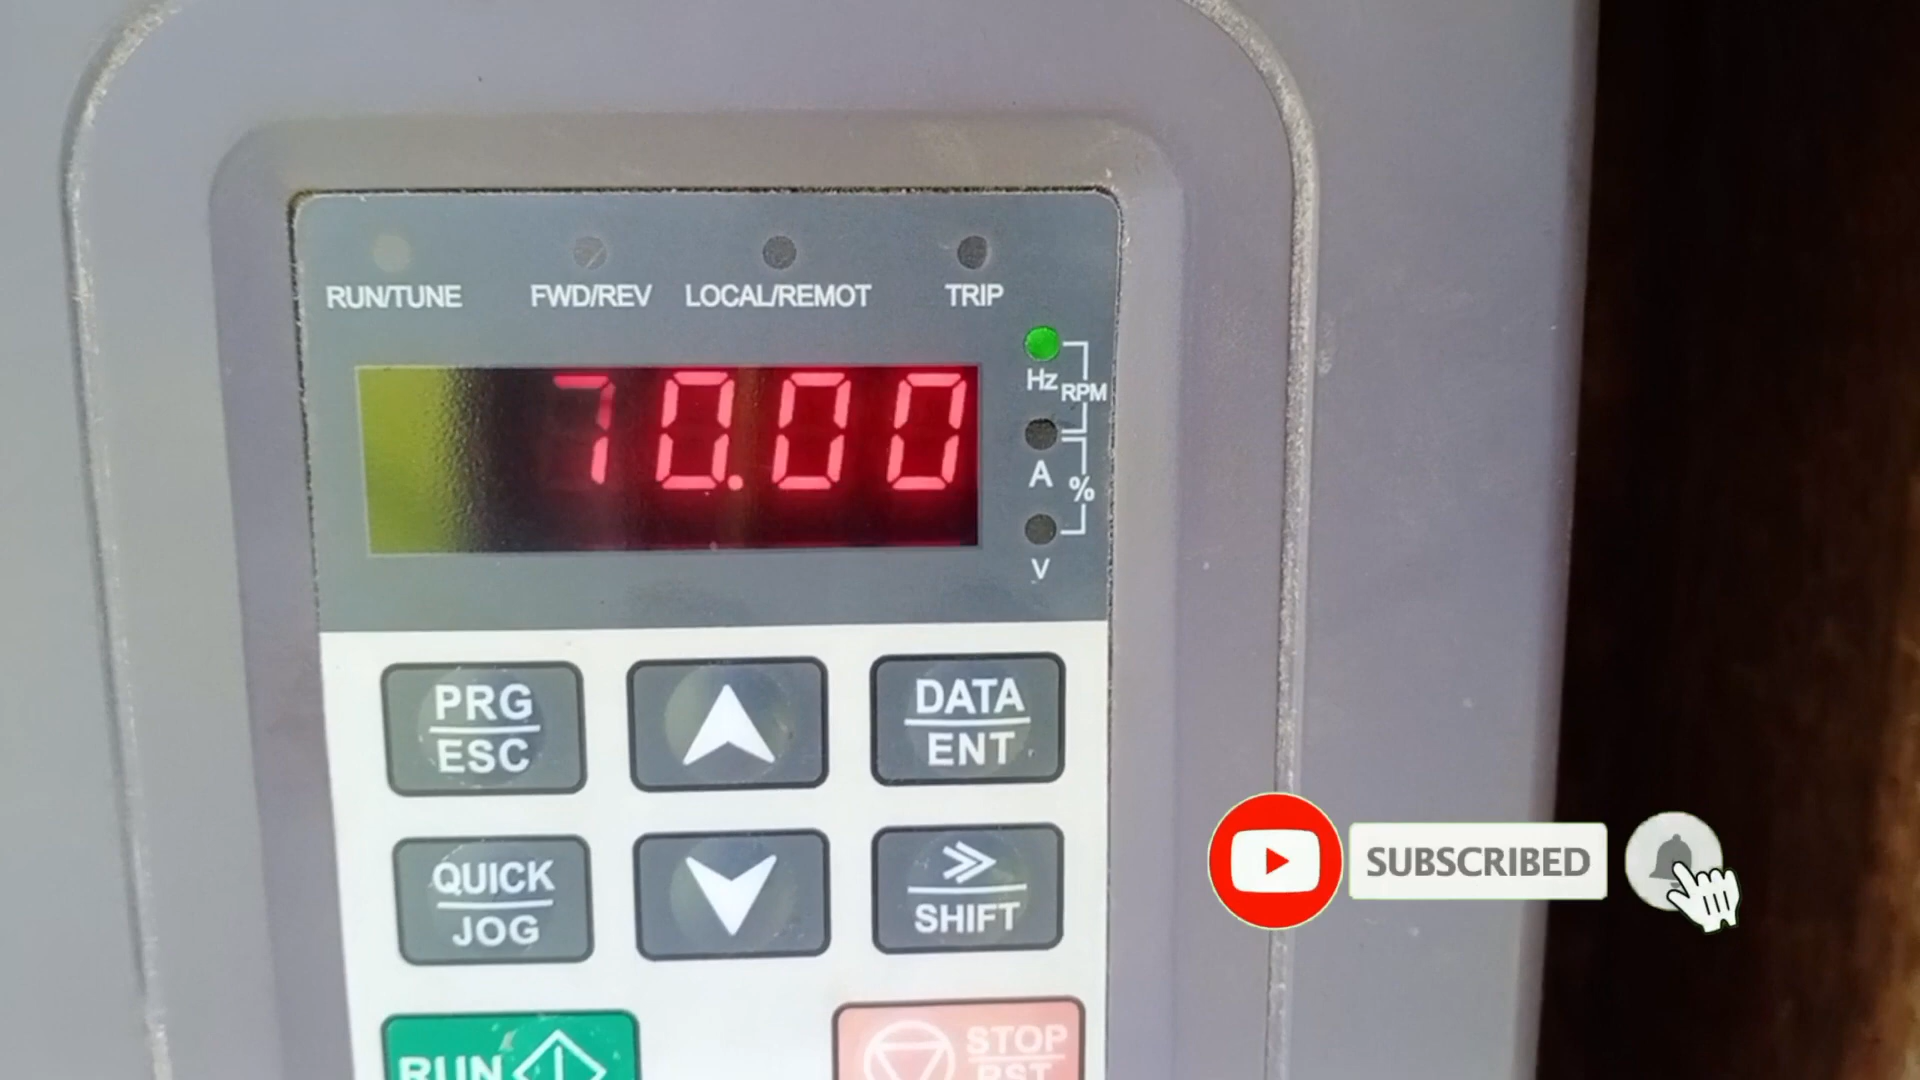 RUN/TUNE FWD/REV LOCAL/REMOT TRIP
70.00
Hz
RPM
A
%
V
PRG
ESC
DATA
ENT
QUICK
JOG
SHIFT
SUBSCRIBED
RUN
STOP
RST